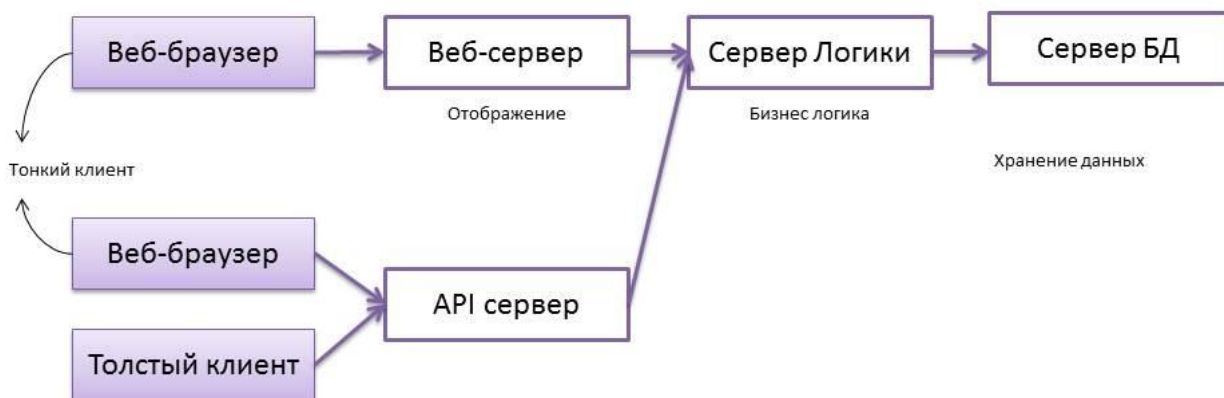 Веб-браузер
Веб-сервер
Сервер Логики
Сервер БД
Отображение
Бизнес логика
Тонкий клиент
Хранение данных
Веб-браузер
API сервер
Толстый клиент